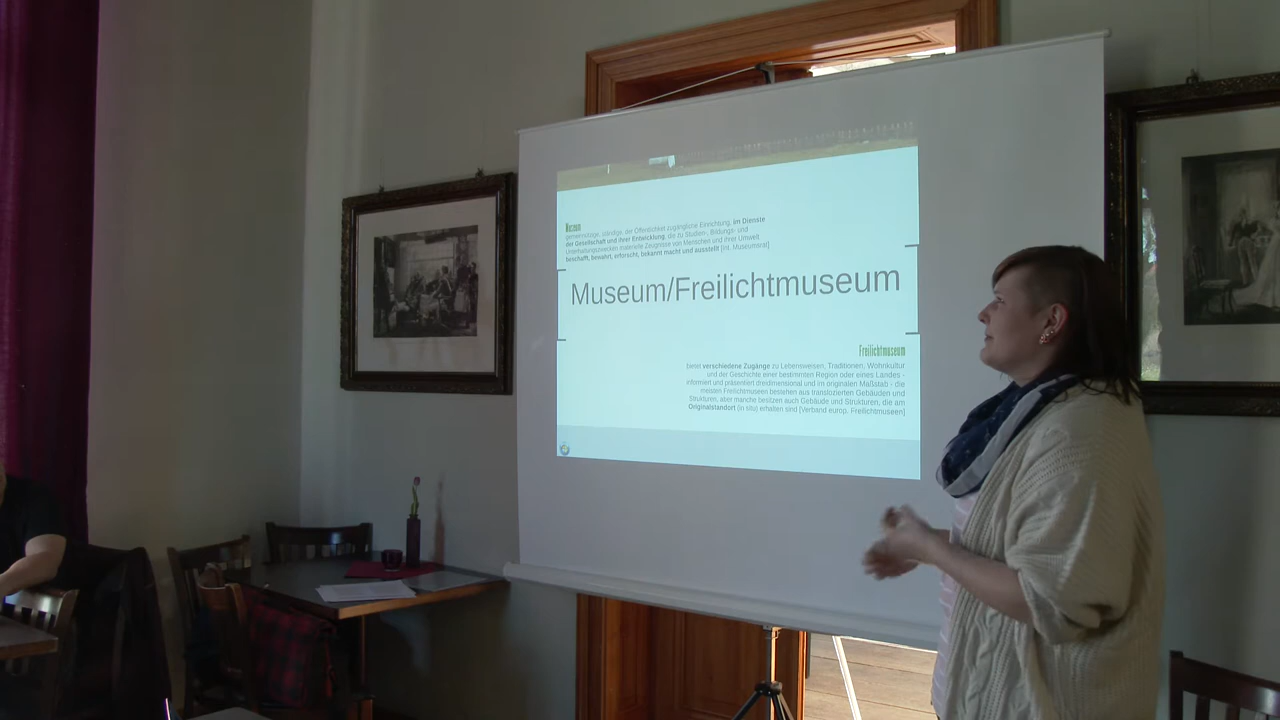 Museum
gemeinnützige, ständige, der Öffentlichkeit zugängliche Einrichtung, im Dienste
der Gesellschaft und ihrer Entwicklung, die zu Studien-, Bildungs- und
Unterhaltungszwecken materielle Zeugnisse von Menschen und ihrer Umwelt
beschafft, bewahrt, erforscht, bekannt macht und ausstellt [int. Museumsrat]
Museum/Freilichtmuseum
Freilichtmuseum
bietet verschiedene Zugänge zu Lebensweisen, Traditionen, Wohnkultur
und der Geschichte einer bestimmten Region oder eines Landes -
informiert und präsentiert dreidimensional und im originalen Maßstab - die
meisten Freilichtmuseen bestehen aus translozierten Gebäuden und
Strukturen, aber manche besitzen auch Gebäude und Strukturen, die am
Originalstandort (in situ) erhalten sind [Verband europ. Freilichtmuseen]